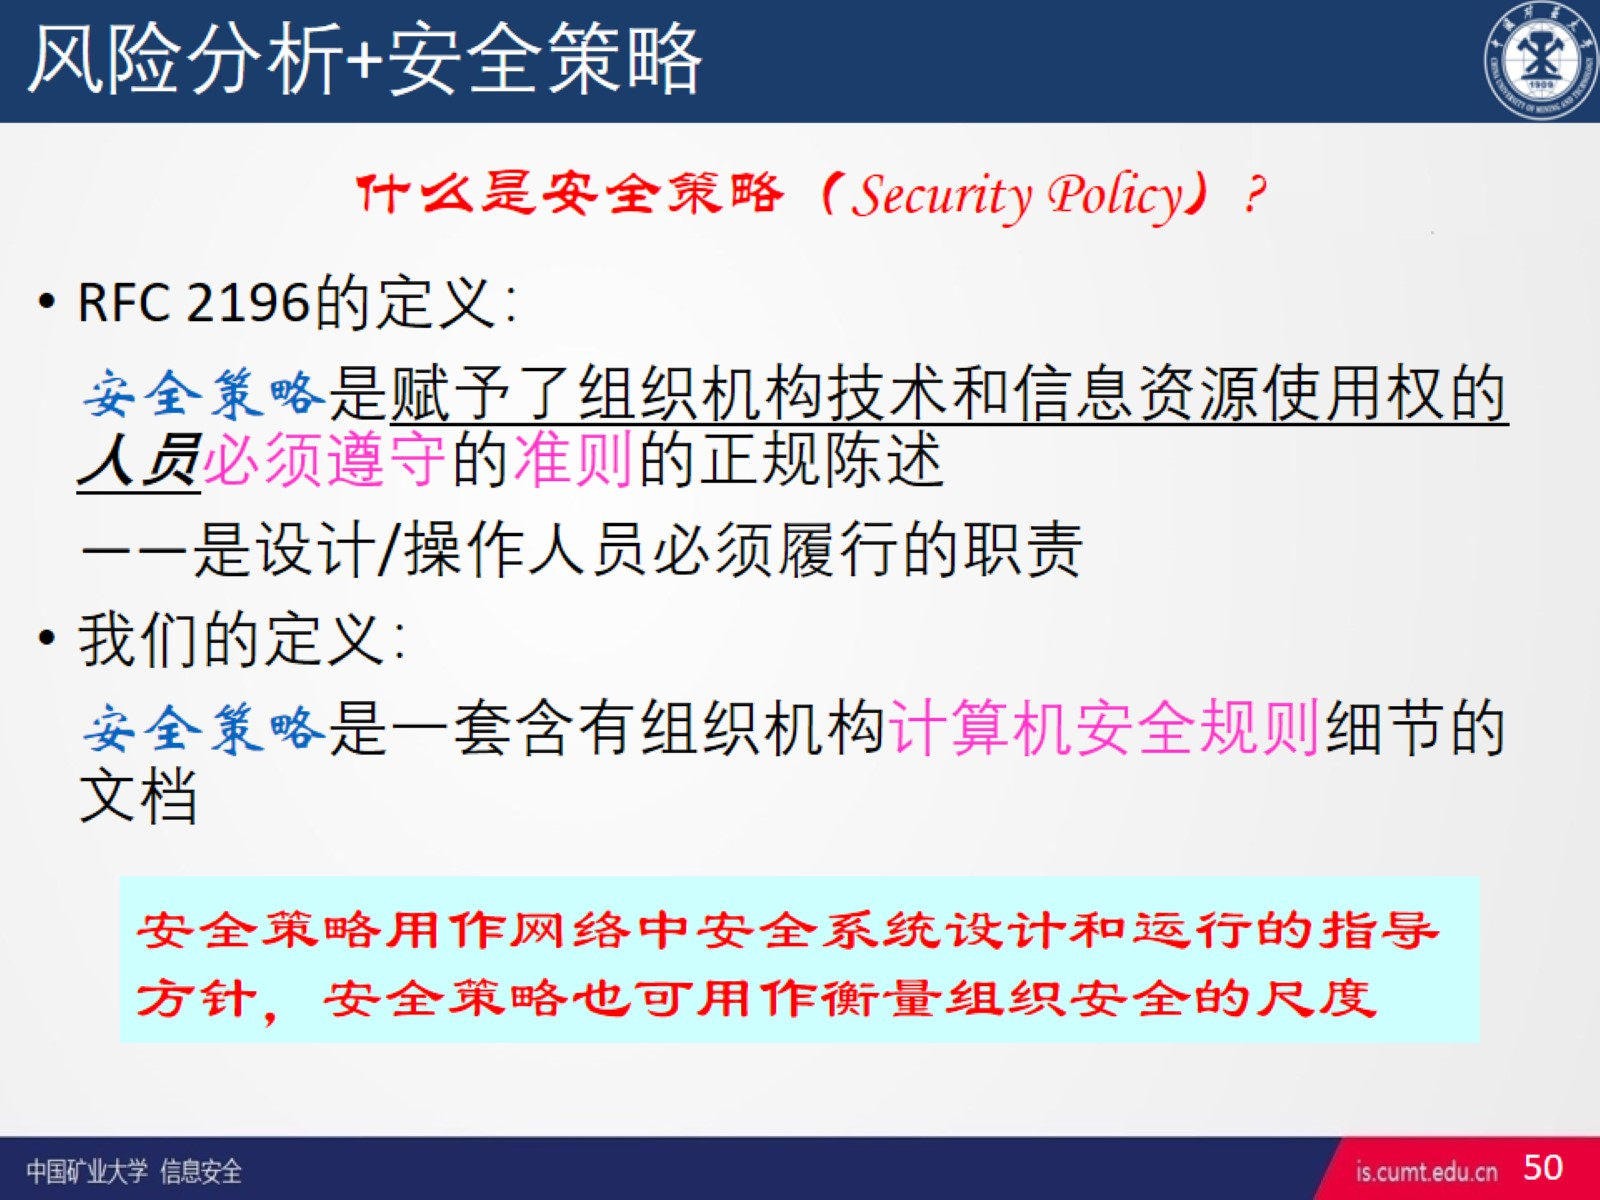 风险分析+安全策略
什么是安全策略（Security Policy）?
• RFC 2196的定义：
安全策略是赋予了组织机构技术和信息资源使用权的
人员必须遵守的准则的正规陈述
——是设计/操作人员必须履行的职责
• 我们的定义：
安全策略是一套含有组织机构计算机安全规则细节的
文档
安全策略用作网络中安全系统设计和运行的指导
方针，安全策略也可用作衡量组织安全的尺度
中国矿业大学 信息安全
is.cumt.edu.cn 50
CHINA UNIVERSITY OF MINING AND TECHNOLOGY
1909